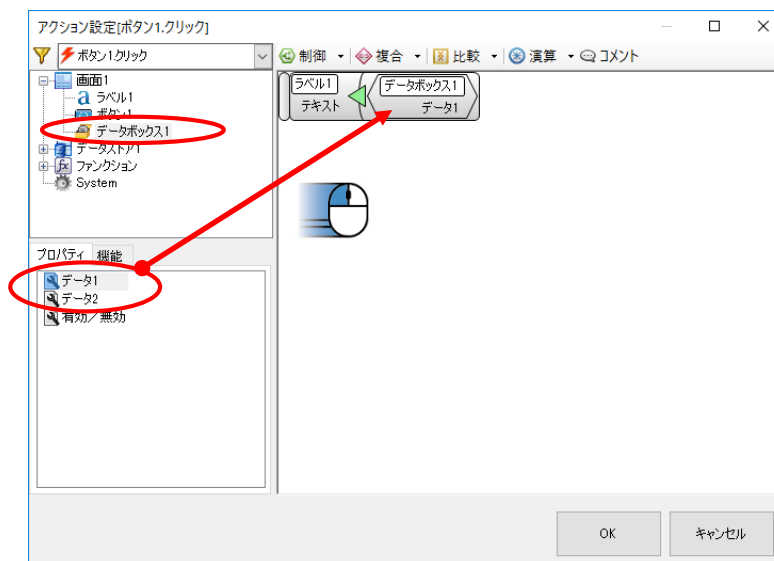 アクション設定[ボタン1.クリック]
ボタン1.クリック
制御 複合 比較 演算 コメント
画面1
a ラベル1
ボタン1
データボックス1
データストア1
fx ファンクション
System
ラベル1
テキスト
データボックス1
データ1
プロパティ 機能
データ1
データ2
有効/無効
OK キャンセル